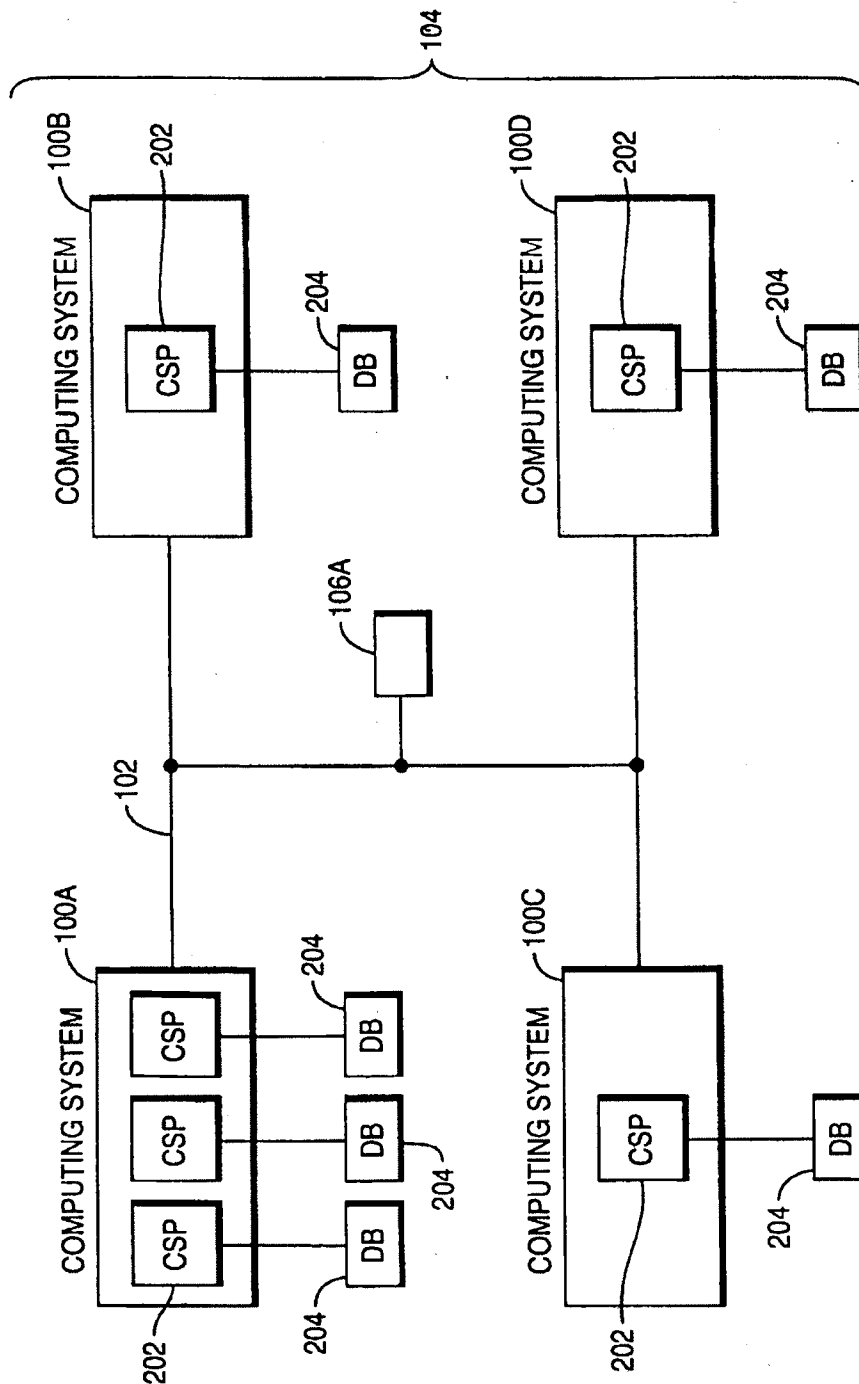 COMPUTING SYSTEM
100A
COMPUTING SYSTEM
100B
102
202
CSP
CSP
CSP
CSP
202
204
DB
DB
DB
204
204
DB
204
106A
104
COMPUTING SYSTEM
100C
COMPUTING SYSTEM
100D
CSP
202
CSP
202
204
DB
DB
204